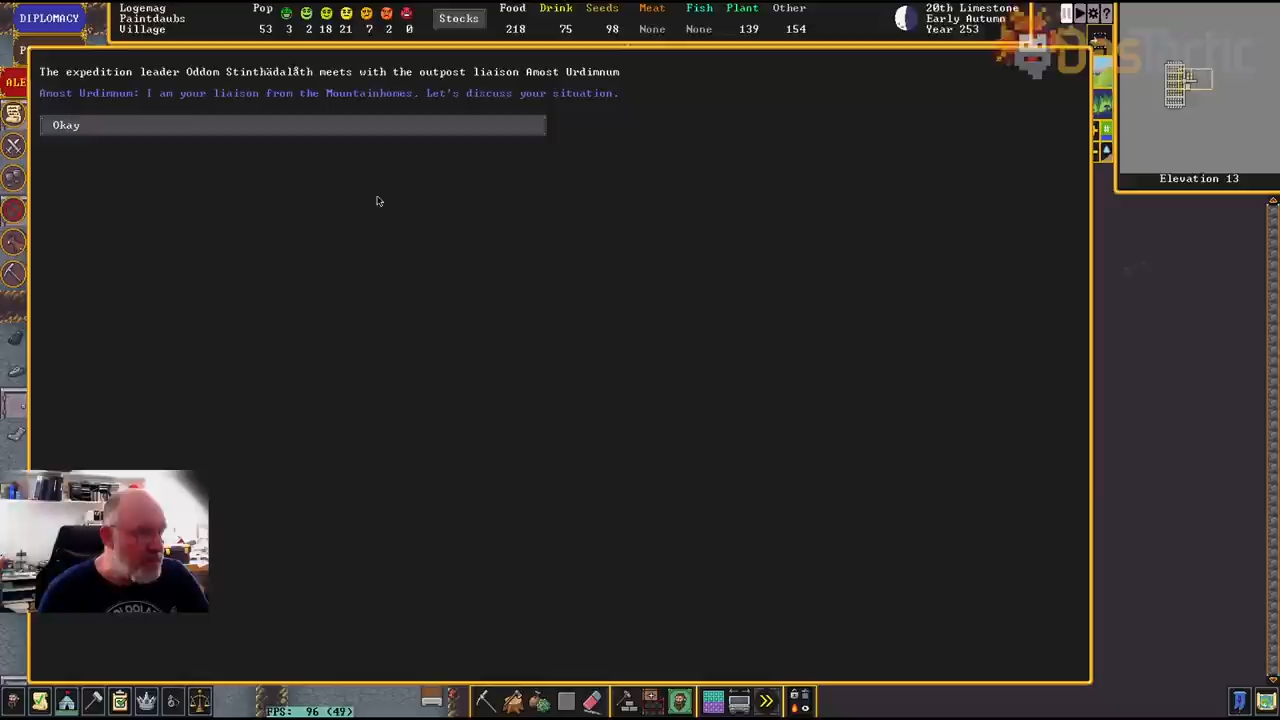 DIPLOMACY
Logemag
Paintdaubs
Village
Pop
53 3 2 18 21 7 2 0
Stocks
Food Drink Seeds Meat Fish Plant Other
218 75 98 None None 139 154
20th Limestone
Early Autumn
Year 253
ALE
The expedition leader Oddom Stinthädalåth meets with the outpost liaison Amost Urdimnum
Amost Urdimnum: I am your liaison from the Mountainhomes. Let's discuss your situation.
Okay
Elevation 13
FPS: 96 (49)